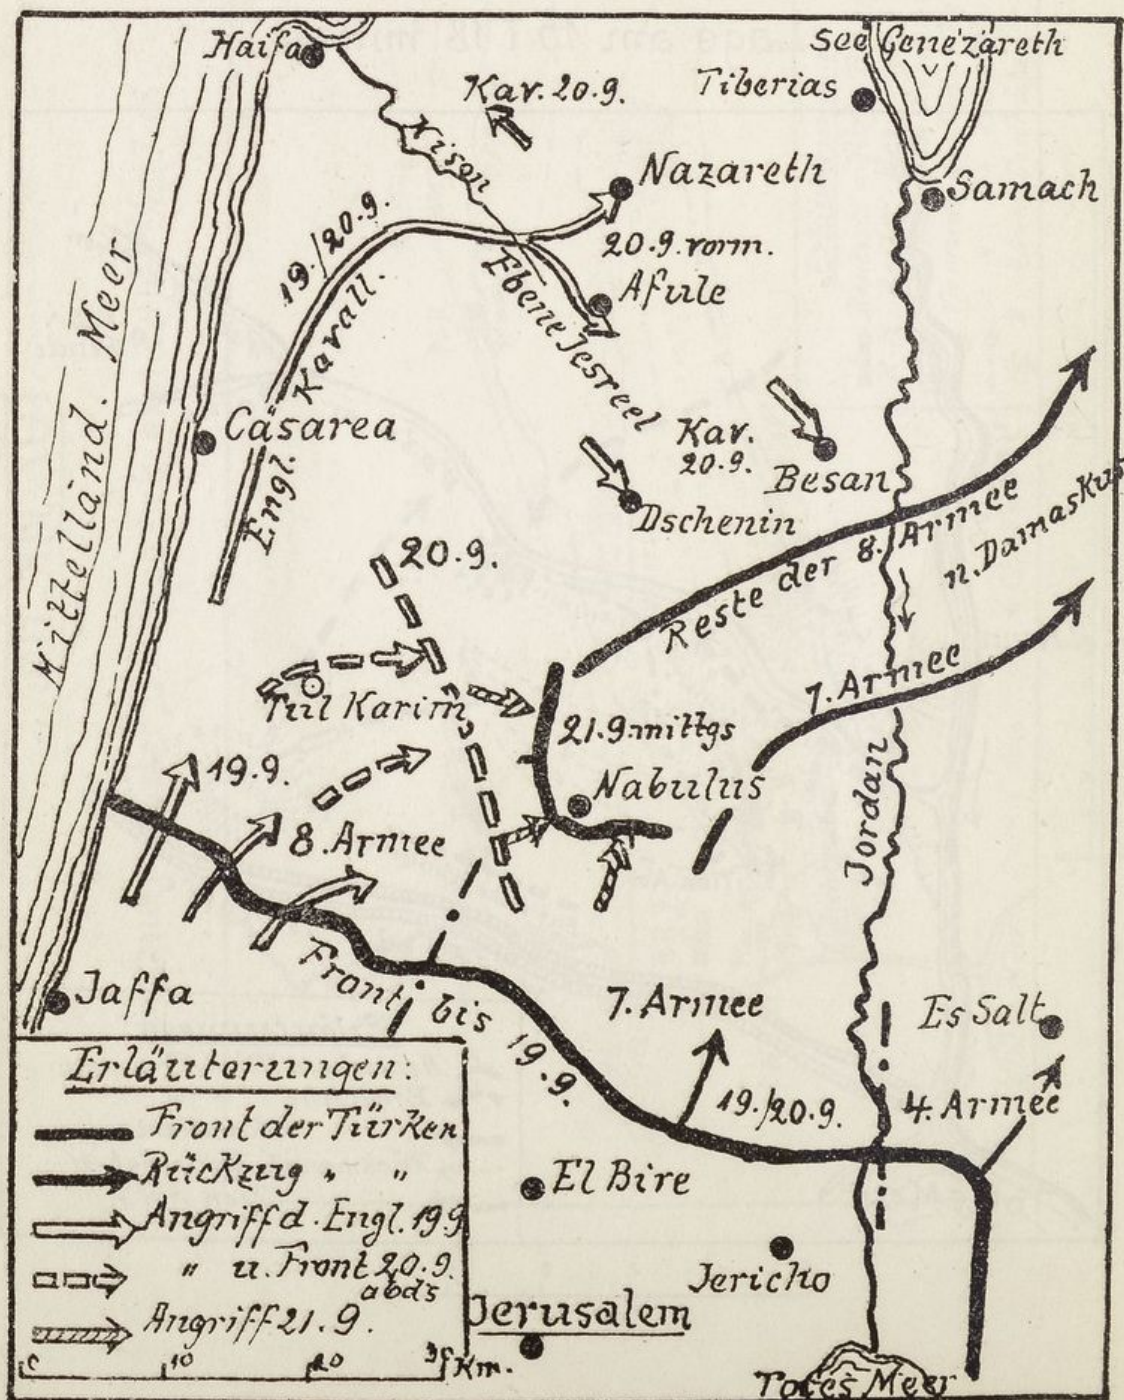 Haifa
See Genezareth
Tiberias
Kav. 20.9.
Kison
Nazareth
Samach
19./20.9.
20.9. vorm.
Afule
Ebene Jesreel
Engl. Kavall.
Mittelländ. Meer
Cäsarea
Kav.
20.9.
Besan
Dschenin
20.9.
Reste der 8. Armee
n. Damaskus
Tul Karim
7. Armee
21.9. mittgs
19.9.
Nabulus
8. Armee
Jordan
Front bis 19.9.
Jaffa
7. Armee
Es Salt
19./20.9.
4. Armee
El Bire
Jericho
Jerusalem
Totes Meer
Erläuterungen:
Front der Türken
Rückzug " "
Angriff d. Engl. 19.9
" u. Front 20.9.
abds
Angriff 21.9.
0 10 20 Km.